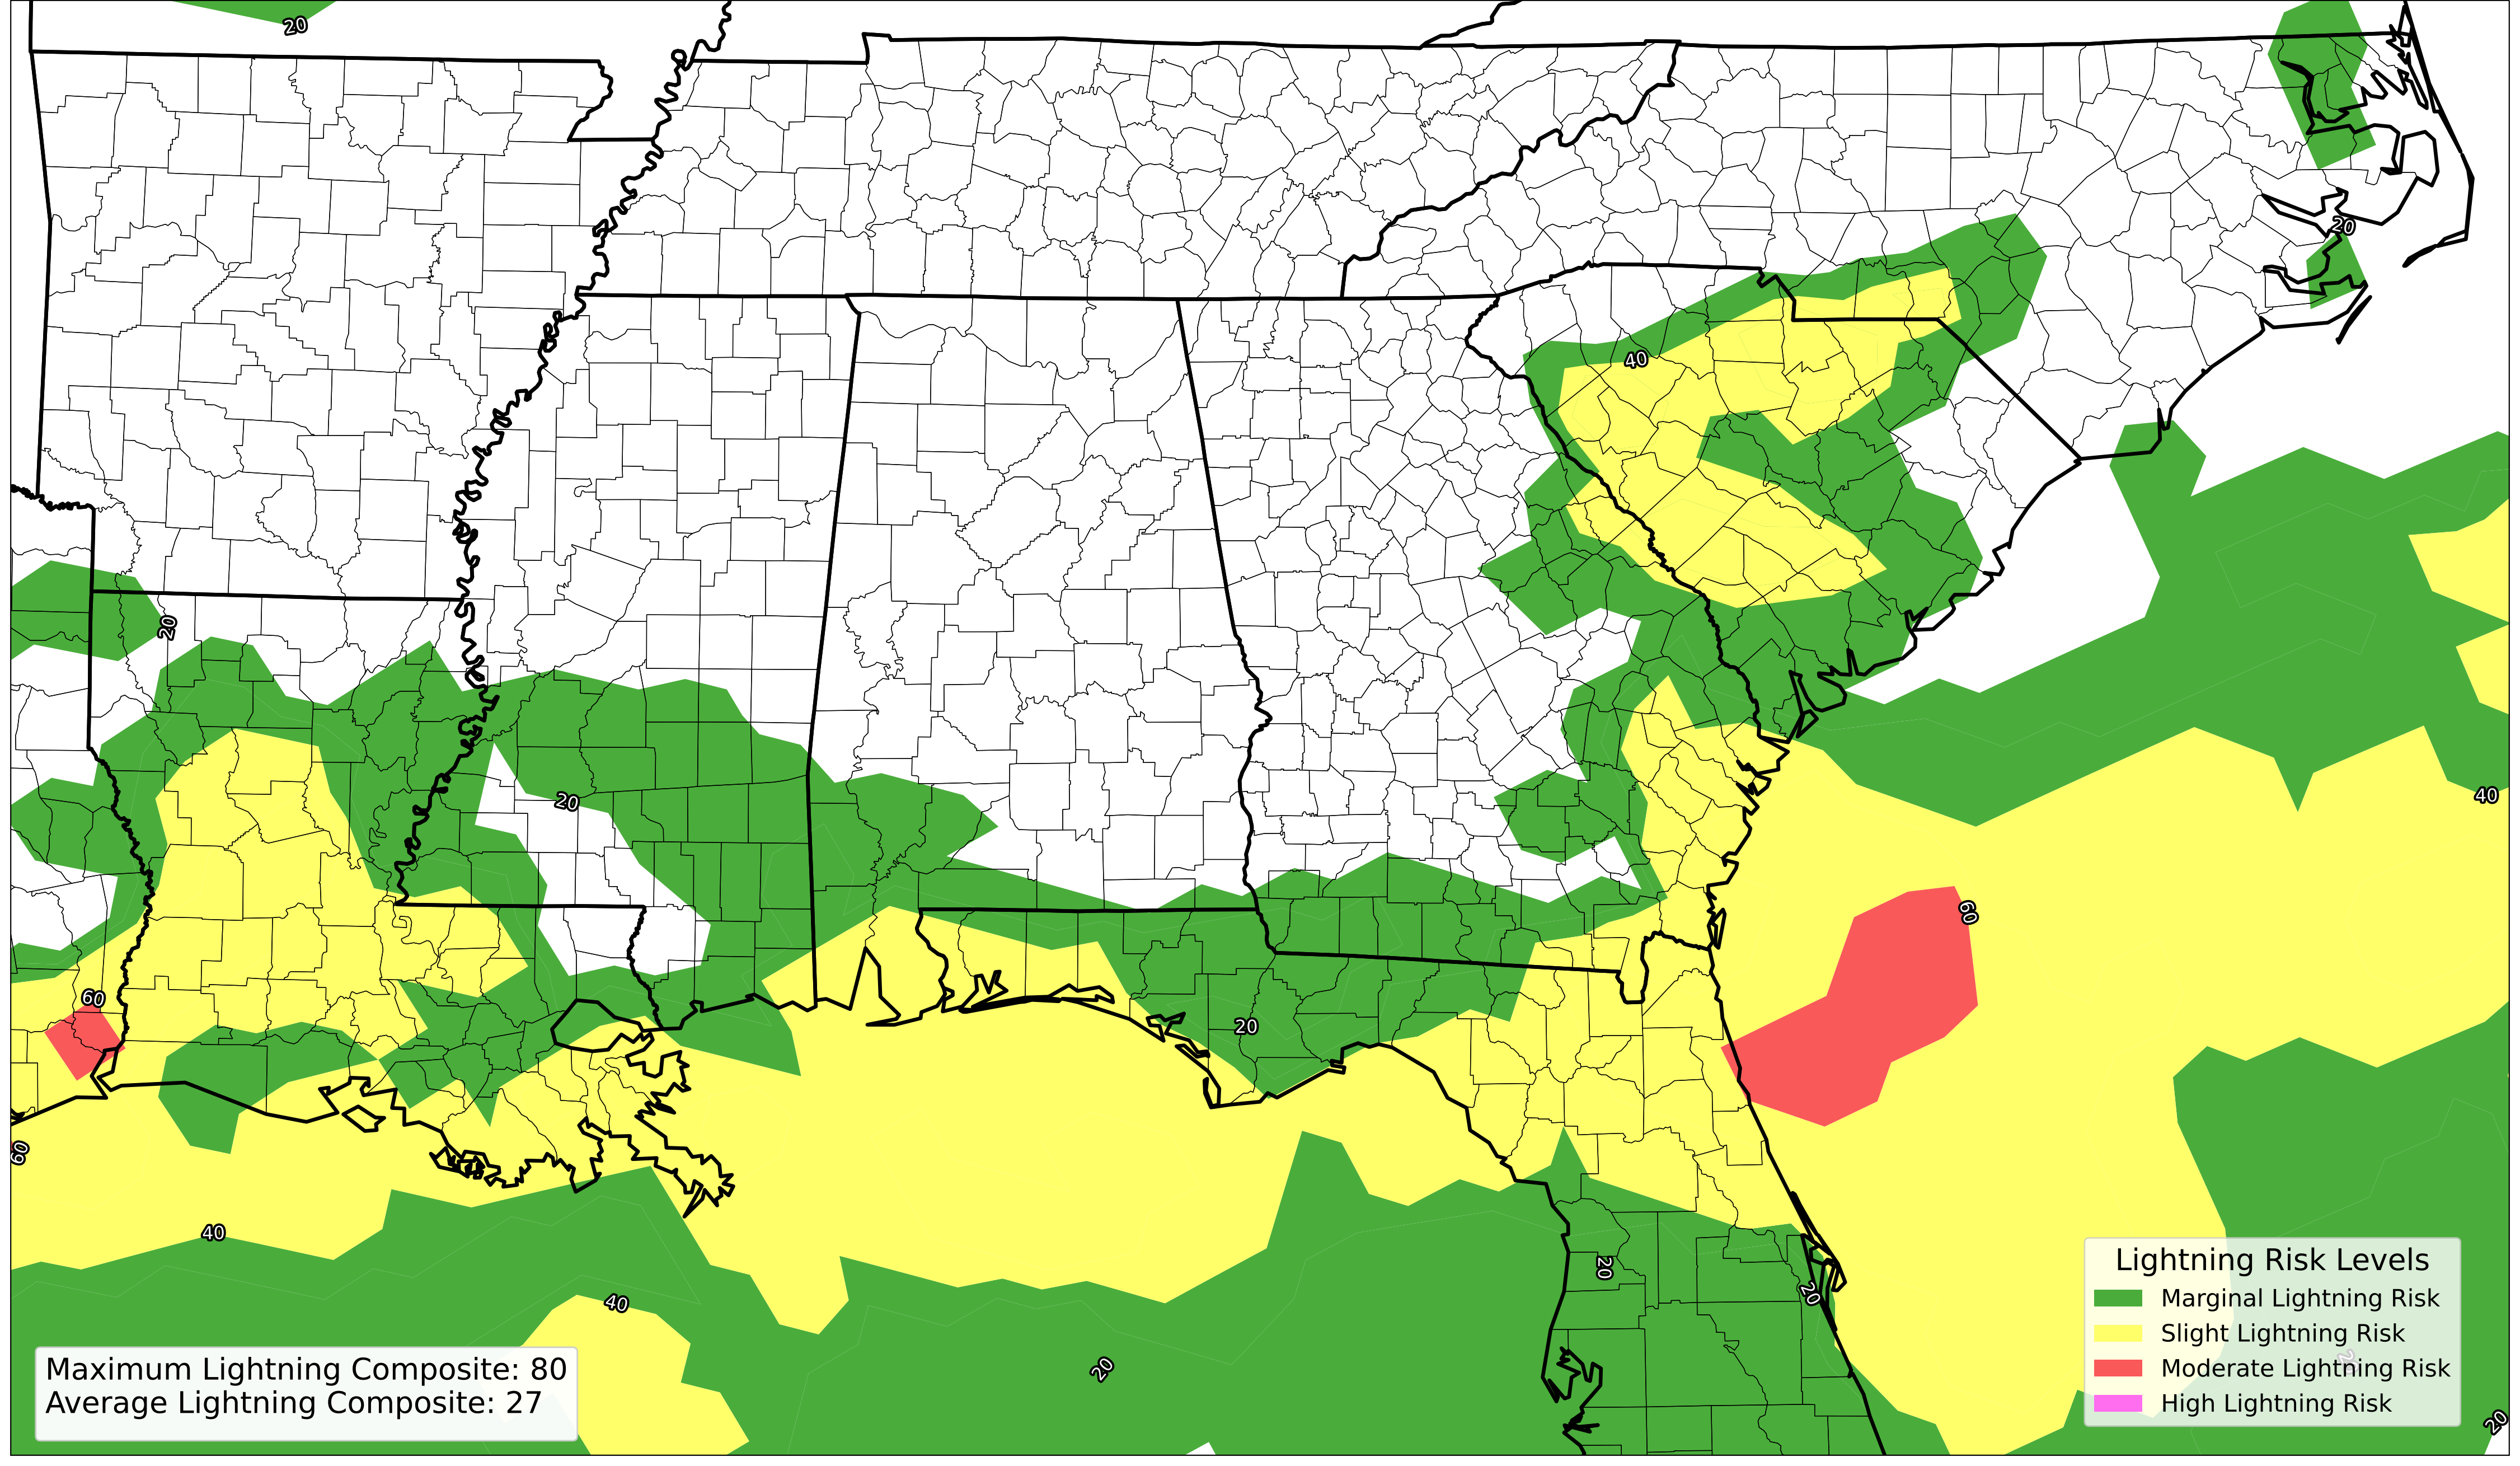 20
20
40
20
20
40
60
60
20
60
40
20
20
40
20
20
Lightning Risk Levels
Marginal Lightning Risk
Slight Lightning Risk
Moderate Lightning Risk
High Lightning Risk
Maximum Lightning Composite: 80
Average Lightning Composite: 27
20